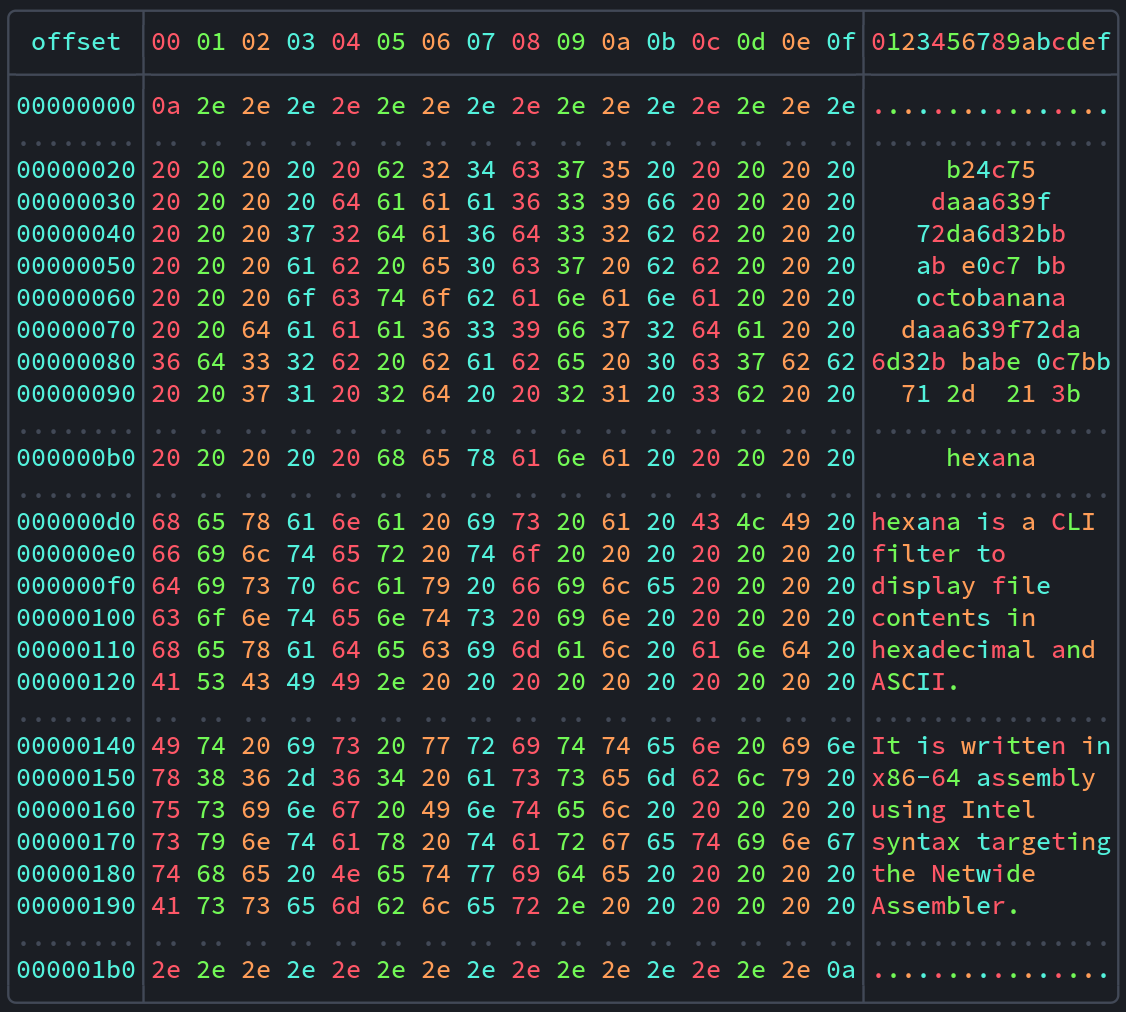 offset 00 01 02 03 04 05 06 07 08 09 0a 0b 0c 0d 0e 0f 0123456789abcdef
00000000 0a 2e 2e 2e 2e 2e 2e 2e 2e 2e 2e 2e 2e 2e 2e 2e ................
........ .. .. .. .. .. .. .. .. .. .. .. .. .. .. .. .. ................
00000020 20 20 20 20 20 62 32 34 63 37 35 20 20 20 20 20      b24c75
00000030 20 20 20 20 64 61 61 61 36 33 39 66 20 20 20 20     daaa639f
00000040 20 20 20 37 32 64 61 36 64 33 32 62 62 20 20 20    72da6d32bb
00000050 20 20 20 61 62 20 65 30 63 37 20 62 62 20 20 20    ab e0c7 bb
00000060 20 20 20 6f 63 74 6f 62 61 6e 61 6e 61 20 20 20    octobanana
00000070 20 20 64 61 61 61 36 33 39 66 37 32 64 61 20 20   daaa639f72da
00000080 36 64 33 32 62 20 62 61 62 65 20 30 63 37 62 62 6d32b babe 0c7bb
00000090 20 20 37 31 20 32 64 20 20 32 31 20 33 62 20 20   71 2d  21 3b
........ .. .. .. .. .. .. .. .. .. .. .. .. .. .. .. .. ................
000000b0 20 20 20 20 20 68 65 78 61 6e 61 20 20 20 20 20      hexana
........ .. .. .. .. .. .. .. .. .. .. .. .. .. .. .. .. ................
000000d0 68 65 78 61 6e 61 20 69 73 20 61 20 43 4c 49 20 hexana is a CLI
000000e0 66 69 6c 74 65 72 20 74 6f 20 20 20 20 20 20 20 filter to
000000f0 64 69 73 70 6c 61 79 20 66 69 6c 65 20 20 20 20 display file
00000100 63 6f 6e 74 65 6e 74 73 20 69 6e 20 20 20 20 20 contents in
00000110 68 65 78 61 64 65 63 69 6d 61 6c 20 61 6e 64 20 hexadecimal and
00000120 41 53 43 49 49 2e 20 20 20 20 20 20 20 20 20 20 ASCII.
........ .. .. .. .. .. .. .. .. .. .. .. .. .. .. .. .. ................
00000140 49 74 20 69 73 20 77 72 69 74 74 65 6e 20 69 6e It is written in
00000150 78 38 36 2d 36 34 20 61 73 73 65 6d 62 6c 79 20 x86-64 assembly
00000160 75 73 69 6e 67 20 49 6e 74 65 6c 20 20 20 20 20 using Intel
00000170 73 79 6e 74 61 78 20 74 61 72 67 65 74 69 6e 67 syntax targeting
00000180 74 68 65 20 4e 65 74 77 69 64 65 20 20 20 20 20 the Netwide
00000190 41 73 73 65 6d 62 6c 65 72 2e 20 20 20 20 20 20 Assembler.
........ .. .. .. .. .. .. .. .. .. .. .. .. .. .. .. .. ................
000001b0 2e 2e 2e 2e 2e 2e 2e 2e 2e 2e 2e 2e 2e 2e 2e 0a ................